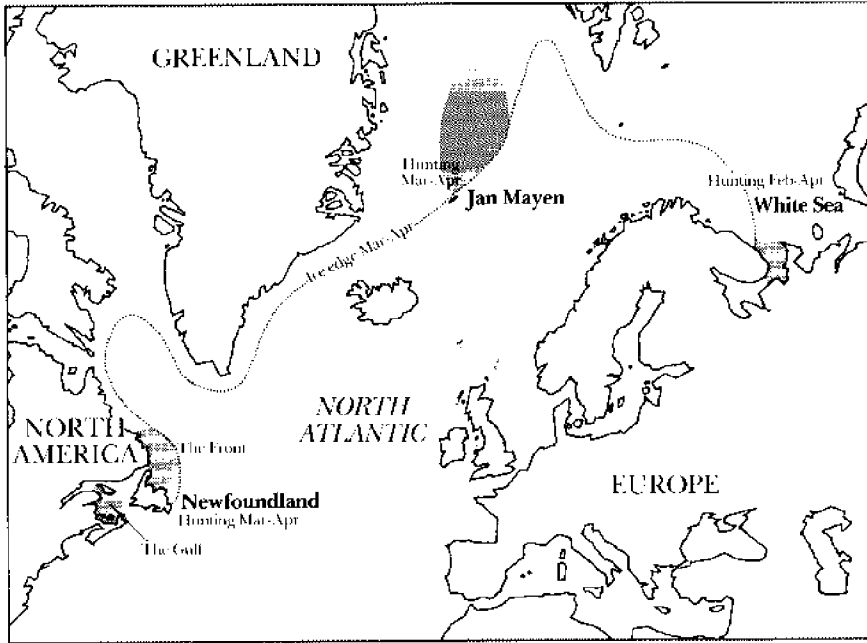 GREENLAND
Hunting
Mar-Apr
Jan Mayen
Hunting Feb-Apr
White Sea
Ice edge Mar-Apr
NORTH
ATLANTIC
NORTH
AMERICA
The Front
Newfoundland
Hunting Mar-Apr
The Gulf
EUROPE